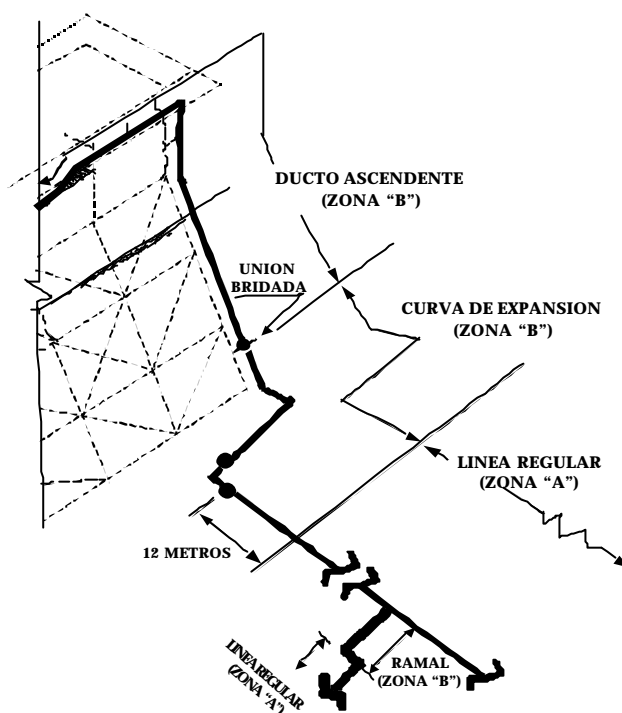 DUCTO ASCENDENTE
(ZONA “B”)
UNION
BRIDADA
CURVA DE EXPANSION
(ZONA “B”)
LINEA REGULAR
(ZONA “A”)
12 METROS
LINEA REGULAR
(ZONA “A”)
RAMAL
(ZONA “B”)